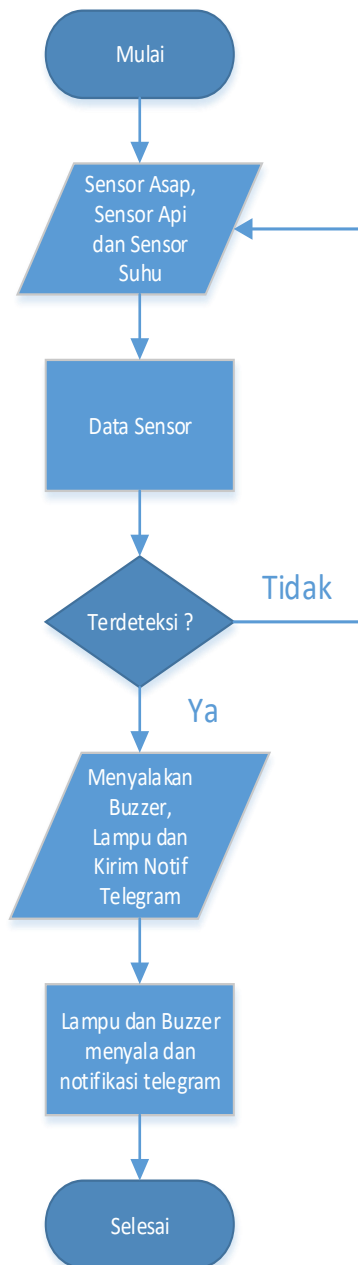 Mulai
Sensor Asap,
Sensor Api
dan Sensor
Suhu
Data Sensor
Terdeteksi ?
Tidak
Ya
Menyalakan
Buzzer,
Lampu dan
Kirim Notif
Telegram
Lampu dan Buzzer
menyala dan
notifikasi telegram
Selesai